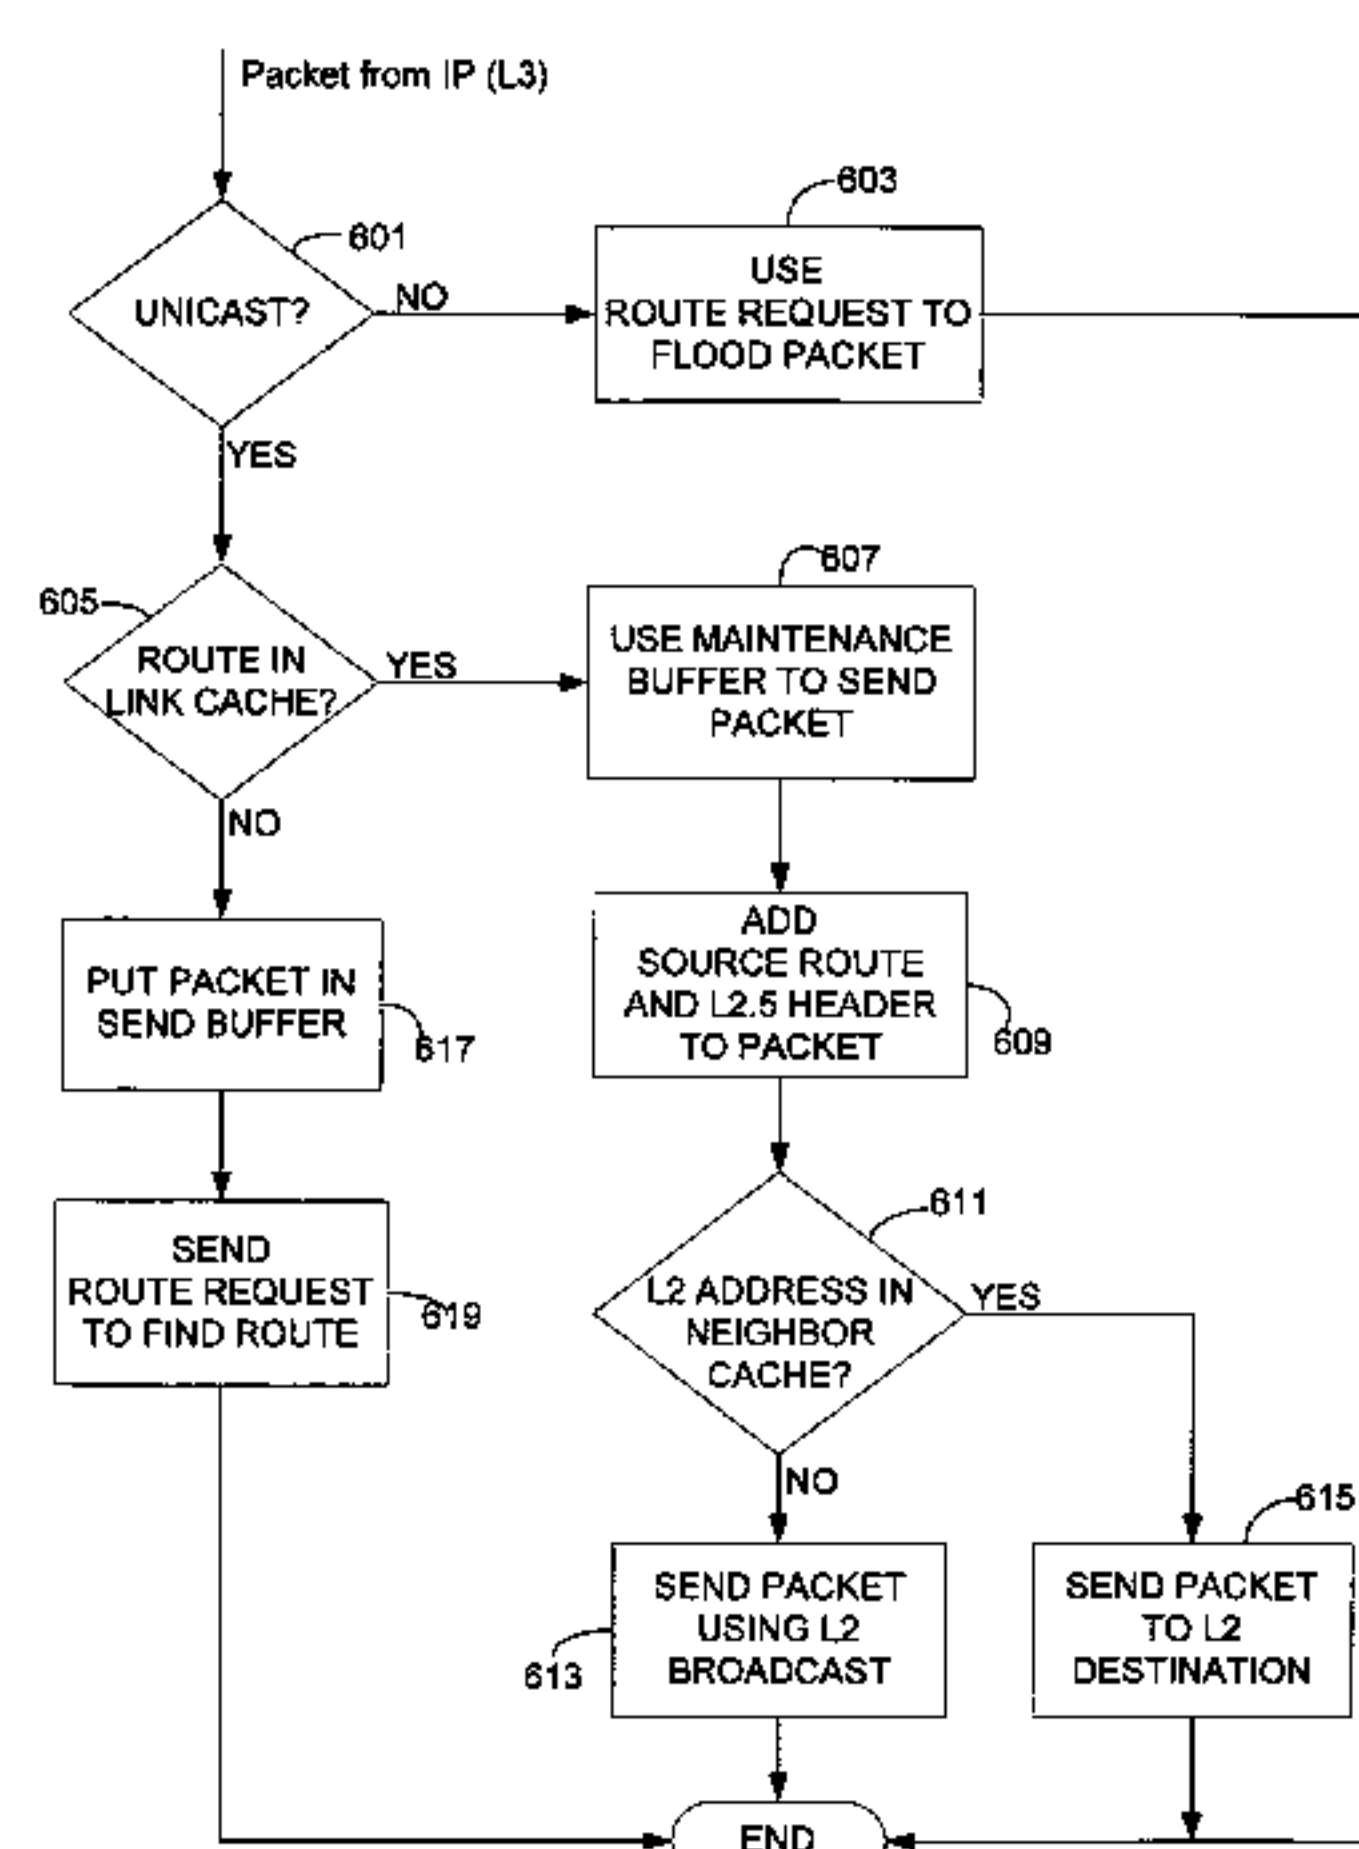 Packet from IP (L3)
603
601
UNICAST?
NO
USE
ROUTE REQUEST TO
FLOOD PACKET
YES
607
605
ROUTE IN
LINK CACHE?
YES
USE MAINTENANCE
BUFFER TO SEND
PACKET
NO
ADD
SOURCE ROUTE
AND L2.5 HEADER
TO PACKET
609
PUT PACKET IN
SEND BUFFER
617
611
SEND
ROUTE REQUEST
TO FIND ROUTE
619
L2 ADDRESS IN
NEIGHBOR
CACHE?
YES
NO
615
SEND PACKET
USING L2
BROADCAST
613
SEND PACKET
TO L2
DESTINATION
END